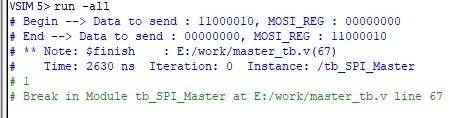 VSIM 5> run -all
# Begin --> Data to send : 11000010, MOSI_REG : 00000000
# End --> Data to send : 00000000, MOSI_REG : 11000010
# ** Note: $finish    : E:/work/master_tb.v(67)
#    Time: 2630 ns  Iteration: 0  Instance: /tb_SPI_Master
# 1
# Break in Module tb_SPI_Master at E:/work/master_tb.v line 67